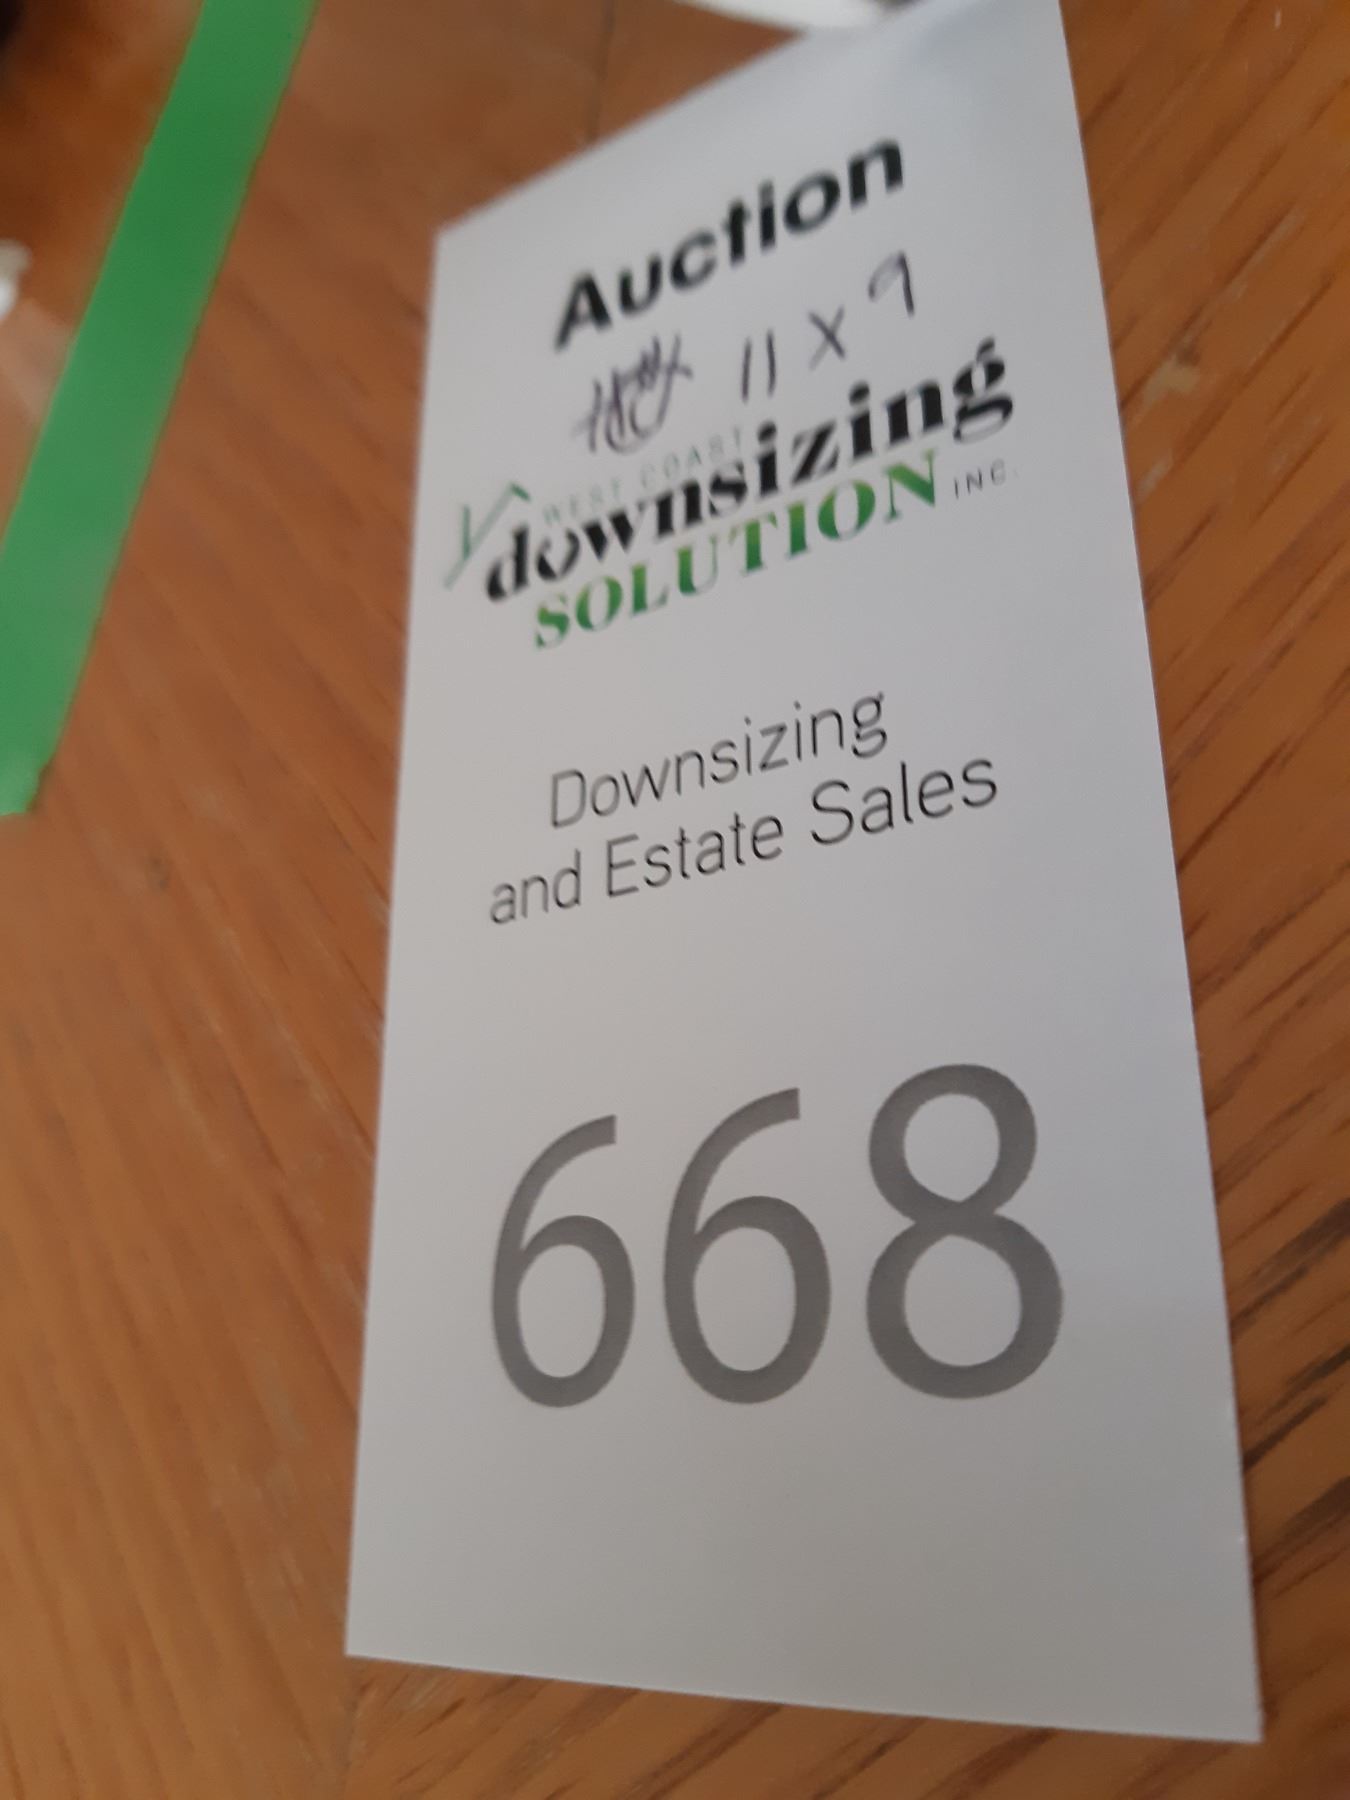 Auction
11 x 9
WEST COAST
downsizing
SOLUTION INC.
Downsizing
and Estate Sales
668